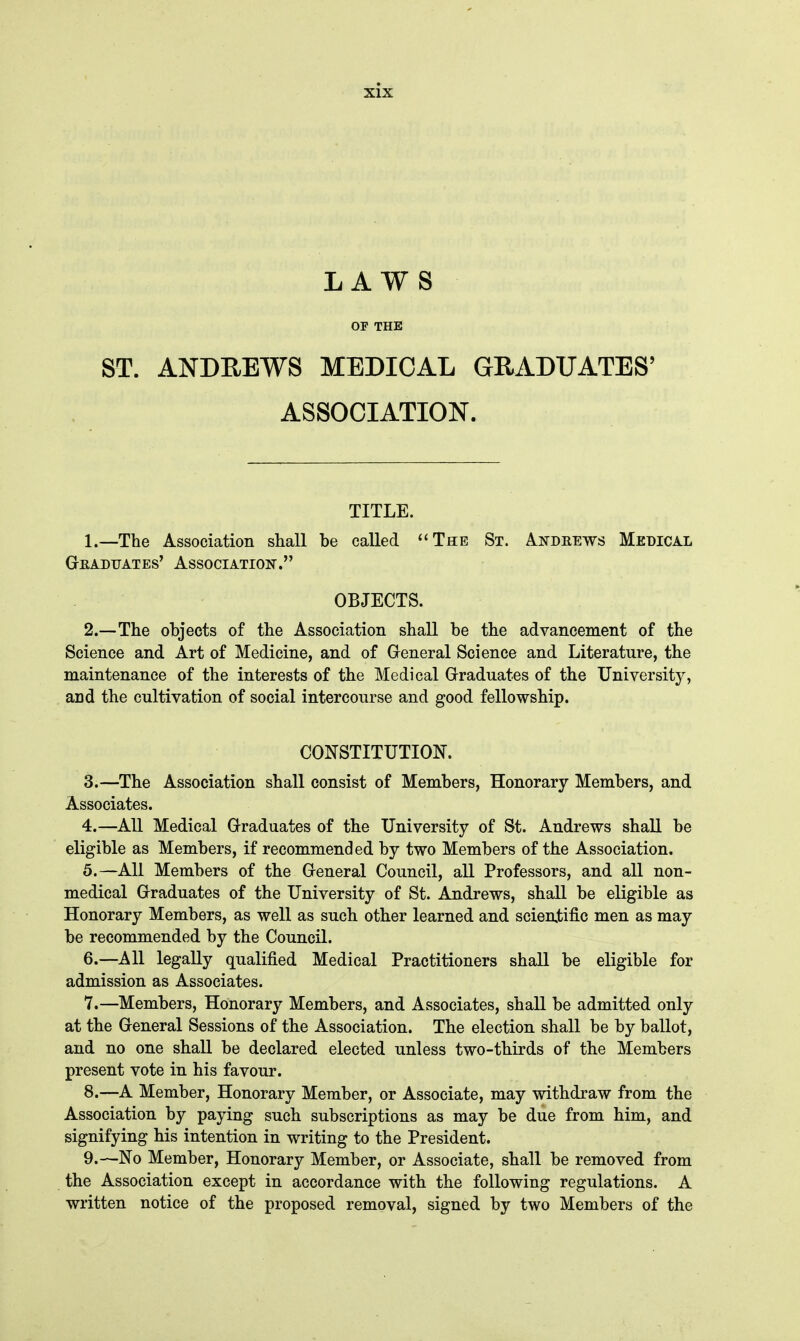 xix
LAWS
OF THE
ST. ANDREWS MEDICAL GRADUATES’
ASSOCIATION.
TITLE.
1.—The Association shall be called “The St. Andrews Medical
Graduates’ Association.”
OBJECTS.
2.—The objects of the Association shall be the advancement of the
Science and Art of Medicine, and of General Science and Literature, the
maintenance of the interests of the Medical Graduates of the University,
and the cultivation of social intercourse and good fellowship.
CONSTITUTION.
3.—The Association shall consist of Members, Honorary Members, and
Associates.
4.—All Medical Graduates of the University of St. Andrews shall be
eligible as Members, if recommended by two Members of the Association.
5.—All Members of the General Council, all Professors, and all non-
medical Graduates of the University of St. Andrews, shall be eligible as
Honorary Members, as well as such other learned and scientific men as may
be recommended by the Council.
6.—All legally qualified Medical Practitioners shall be eligible for
admission as Associates.
7.—Members, Honorary Members, and Associates, shall be admitted only
at the General Sessions of the Association. The election shall be by ballot,
and no one shall be declared elected unless two-thirds of the Members
present vote in his favour.
8.—A Member, Honorary Member, or Associate, may withdraw from the
Association by paying such subscriptions as may be due from him, and
signifying his intention in writing to the President.
9.—No Member, Honorary Member, or Associate, shall be removed from
the Association except in accordance with the following regulations. A
written notice of the proposed removal, signed by two Members of the